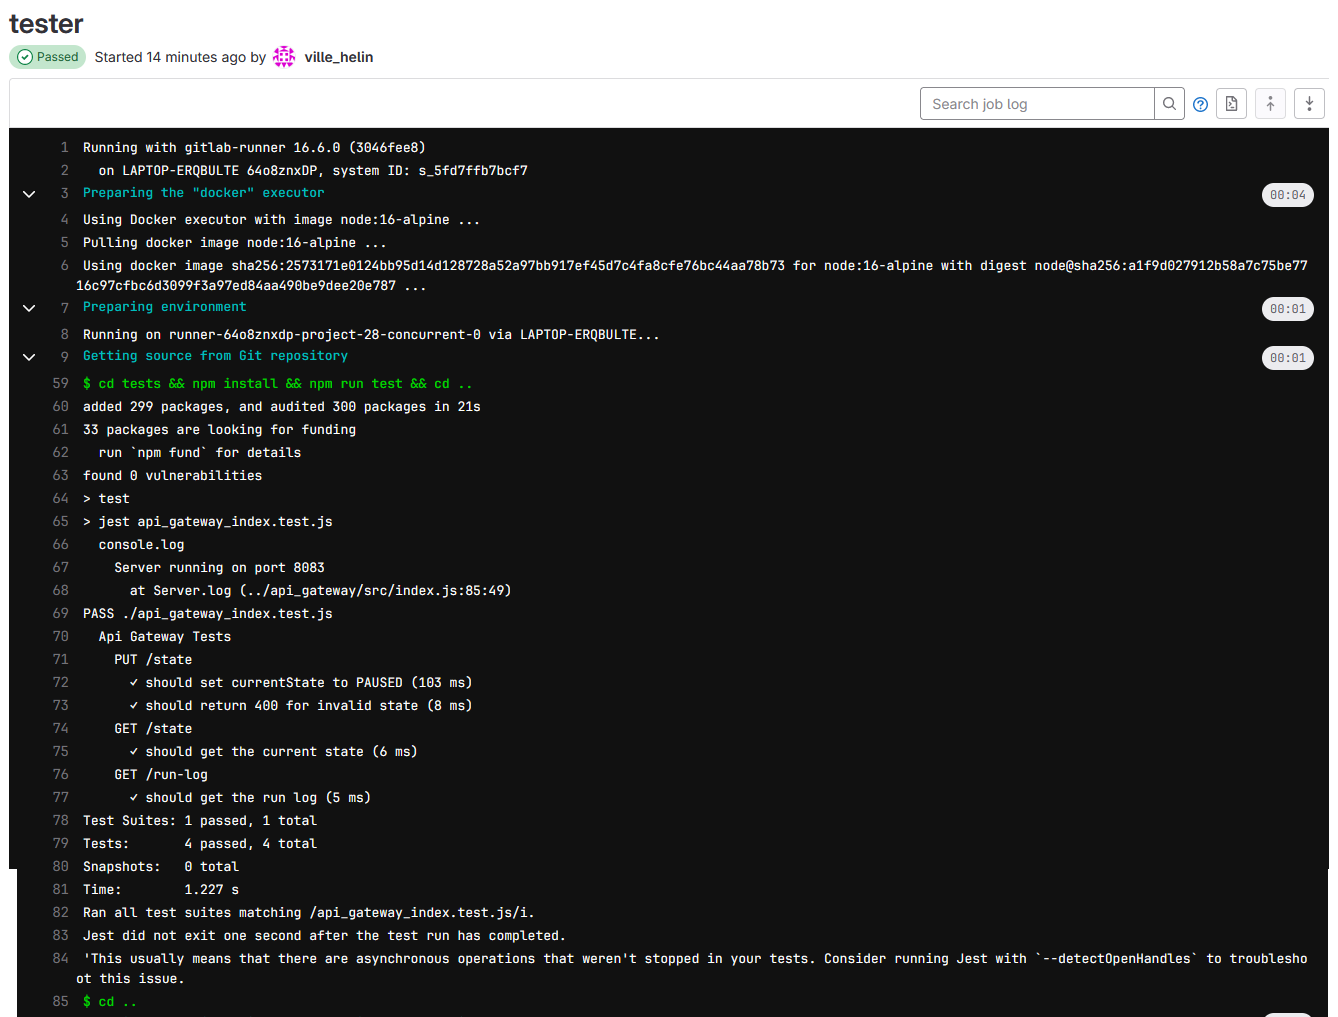 tester
Passed Started 14 minutes ago by ville_helin
Search job log
1 Running with gitlab-runner 16.6.0 (3046fee8)
2 on LAPTOP-ERQBULTE 64o8znxDP, system ID: s_5fd7ffb7bcf7
3 Preparing the "docker" executor 00:04
4 Using Docker executor with image node:16-alpine ...
5 Pulling docker image node:16-alpine ...
6 Using docker image sha256:2573171e0124bb95d14d128728a52a97bb917ef45d7c4fa8cfe76bc44aa78b73 for node:16-alpine with digest node@sha256:a1f9d027912b58a7c75be77
16c97cfbc6d3099f3a97ed84aa490be9dee20e787 ...
7 Preparing environment 00:01
8 Running on runner-64o8znxdp-project-28-concurrent-0 via LAPTOP-ERQBULTE...
9 Getting source from Git repository 00:01
59 $ cd tests && npm install && npm run test && cd ..
60 added 299 packages, and audited 300 packages in 21s
61 33 packages are looking for funding
62 run `npm fund` for details
63 found 0 vulnerabilities
64 > test
65 > jest api_gateway_index.test.js
66 console.log
67 Server running on port 8083
68 at Server.log (../api_gateway/src/index.js:85:49)
69 PASS ./api_gateway_index.test.js
70 Api Gateway Tests
71 PUT /state
72 ✓ should set currentState to PAUSED (103 ms)
73 ✓ should return 400 for invalid state (8 ms)
74 GET /state
75 ✓ should get the current state (6 ms)
76 GET /run-log
77 ✓ should get the run log (5 ms)
78 Test Suites: 1 passed, 1 total
79 Tests: 4 passed, 4 total
80 Snapshots: 0 total
81 Time: 1.227 s
82 Ran all test suites matching /api_gateway_index.test.js/i.
83 Jest did not exit one second after the test run has completed.
84 'This usually means that there are asynchronous operations that weren't stopped in your tests. Consider running Jest with `--detectOpenHandles` to troublesho
ot this issue.
85 $ cd ..